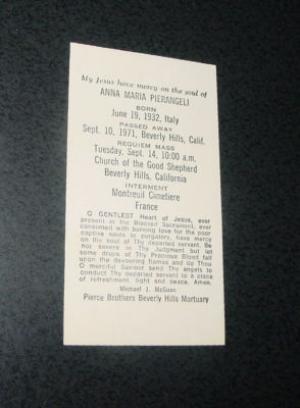 My Jesus have mercy on the soul of
ANNA MARIA PIERANGELI
BORN
June 19, 1932, Italy
PASSED AWAY
Sept. 10, 1971, Beverly Hills, Calif.
REQUIEM MASS
Tuesday, Sept. 14, 10:00 a.m.
Church of the Good Shepherd
Beverly Hills, California
INTERMENT
Montreuil Cimetiere
France
O GENTLEST Heart of Jesus, ever
present in the Blessed Sacrament, ever
consumed with burning love for the poor
captive souls in purgatory, have mercy
on the soul of Thy departed servant. Be
not severe in Thy Judgment but let
some drops of Thy Precious Blood fall
upon the devouring flames and do Thou
O merciful Saviour send Thy angels to
conduct Thy departed servant to a place
of refreshment, light and peace. Amen.
Michael J.
Pierce Brothers Beverly Hills Mortuary